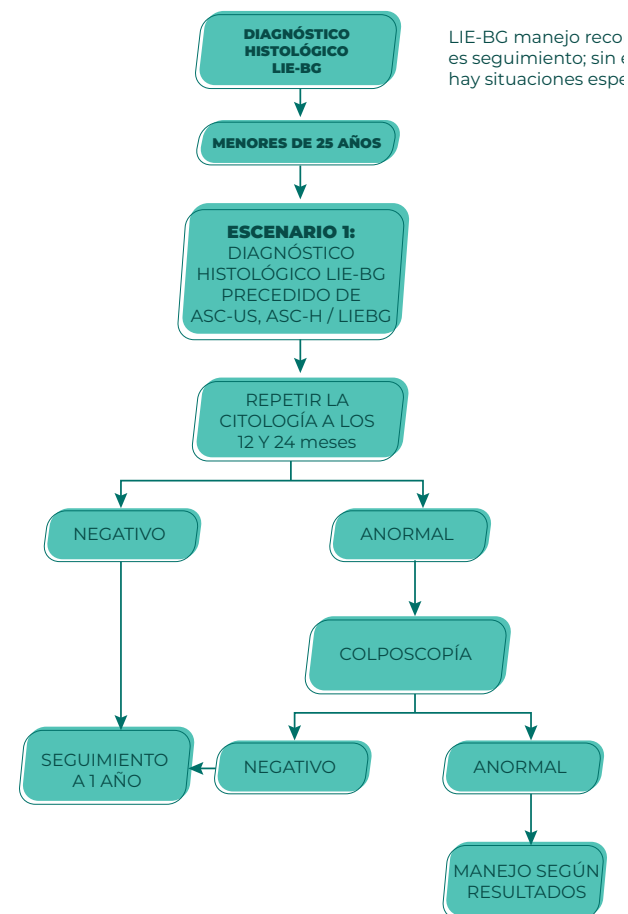 DIAGNÓSTICO
HISTOLÓGICO
LIE-BG
LIE-BG manejo reco
es seguimiento; sin
hay situaciones espe
MENORES DE 25 AÑOS
ESCENARIO 1:
DIAGNÓSTICO
HISTOLÓGICO LIE-BG
PRECEDIDO DE
ASC-US, ASC-H / LIEBG
REPETIR LA
CITOLOGÍA A LOS
12 Y 24 meses
NEGATIVO
ANORMAL
COLPOSCOPÍA
SEGUIMIENTO
A 1 AÑO
NEGATIVO
ANORMAL
MANEJO SEGÚN
RESULTADOS